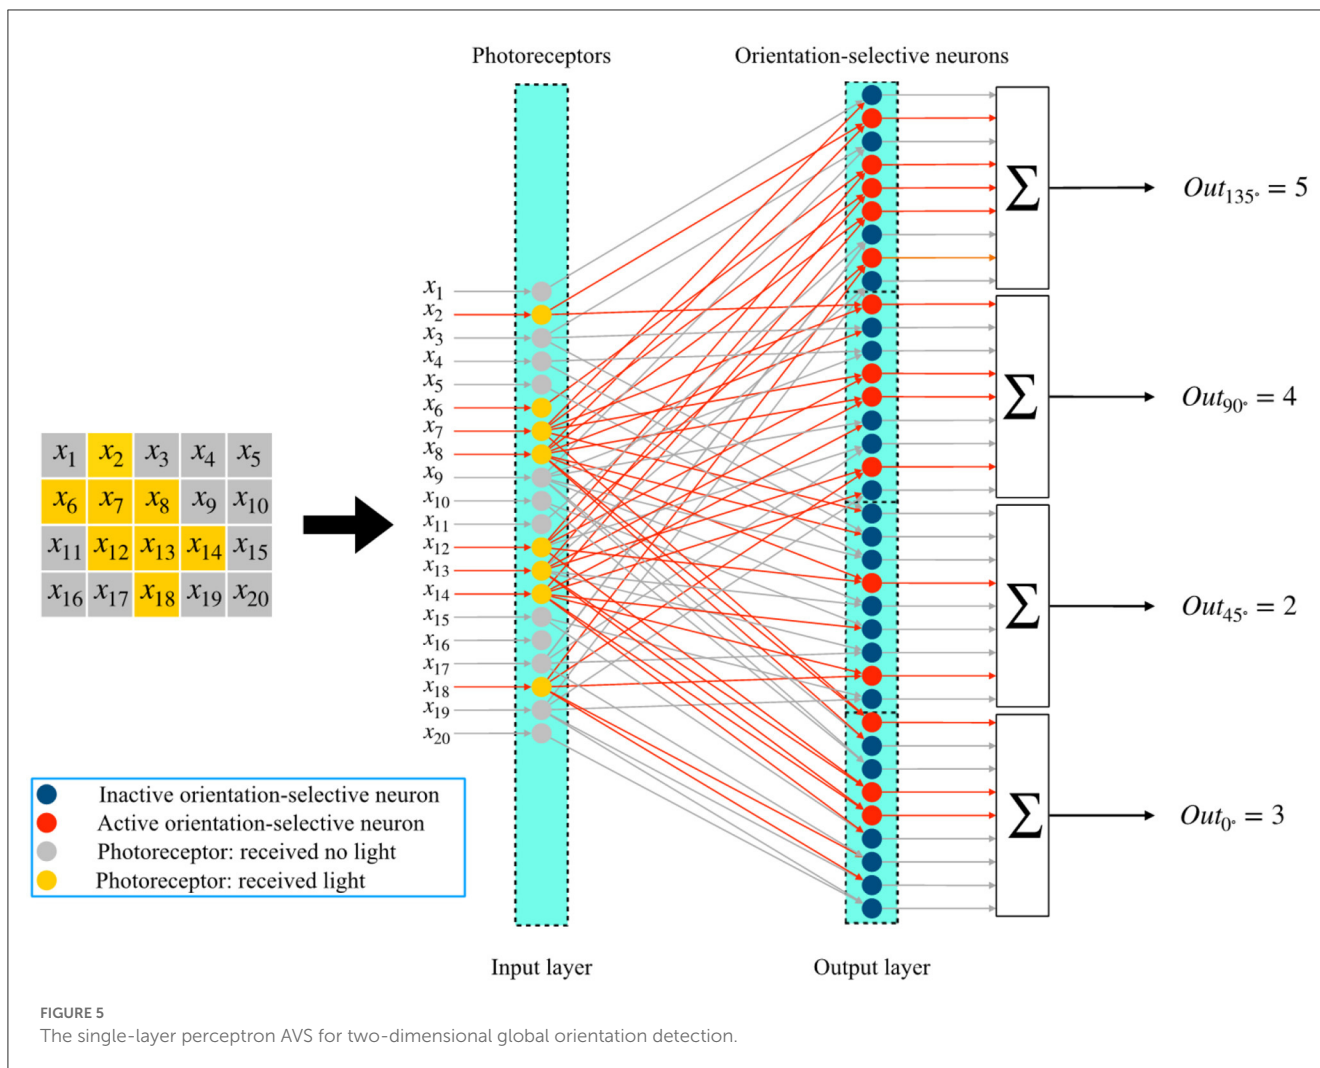 Photoreceptors
Orientation-selective neurons
x1
x2
x3
x4
x5
x6
x7
x8
x9
x10
x11
x12
x13
x14
x15
x16
x17
x18
x19
x20
x1 x2 x3 x4 x5
x6 x7 x8 x9 x10
x11 x12 x13 x14 x15
x16 x17 x18 x19 x20
Σ
Out135° = 5
Σ
Out90° = 4
Σ
Out45° = 2
Σ
Out0° = 3
Inactive orientation-selective neuron
Active orientation-selective neuron
Photoreceptor: received no light
Photoreceptor: received light
Input layer
Output layer
FIGURE 5
The single-layer perceptron AVS for two-dimensional global orientation detection.